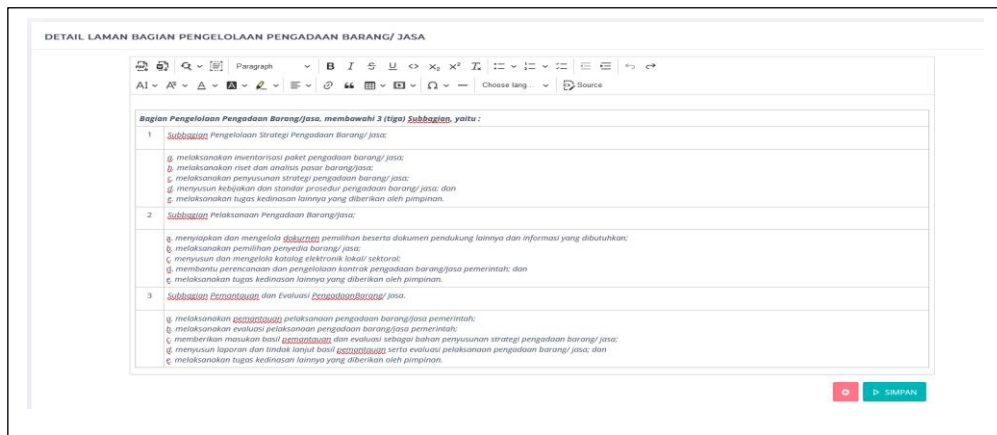 DETAIL LAMAN BAGIAN PENGELOLAAN PENGADAAN BARANG/ JASA
Paragraph B I S U <> X₂ X² Tx
AI Choose lang... Source
Bagian Pengelolaan Pengadaan Barang/Jasa, membawahi 3 (tiga) Subbagian, yaitu :
1 Subbagian Pengelolaan Strategi Pengadaan Barang/ Jasa;
a. melaksanakan inventarisasi paket pengadaan barang/ jasa;
b. melaksanakan riset dan analisis pasar barang/jasa;
c. melaksanakan penyusunan strategi pengadaan barang/ jasa;
d. menyusun kebijakan dan standar prosedur pengadaan barang/ jasa; dan
e. melaksanakan tugas kedinasan lainnya yang diberikan oleh pimpinan.
2 Subbagian Pelaksanaan Pengadaan Barang/Jasa;
a. menyiapkan dan mengelola dokurnen pemilihan beserta dokumen pendukung lainnya dan informasi yang dibutuhkan;
b. melaksanakan pemilihan penyedia barang/ jasa;
c. menyusun dan mengelola katalog elektronik lokal/ sektoral;
d. membantu perencanaan dan pengelolaan kontrak pengadaan barang/jasa pemerintah; dan
e. melaksanakan tugas kedinasan lainnya yang diberikan oleh pimpinan.
3 Subbagian Pemantauan dan Evaluasi PengadaanBarang/ Jasa.
a. melaksanakan pemantauan pelaksanaan pengadaan barang/jasa pemerintah;
b. melaksanakan evaluasi pelaksanaan pengadaan barang/jasa pemerintah;
c. memberikan masukan basil pemantauan dan evaluasi sebagai bahan penyusunan strategi pengadaan barang/ jasa;
d. menyusun laporan dan tindak lanjut basil pemantauan serta evaluasi pelaksanaan pengadaan barang/ jasa; dan
e. melaksanakan tugas kedinasan lainnya yang diberikan oleh pimpinan.
SIMPAN